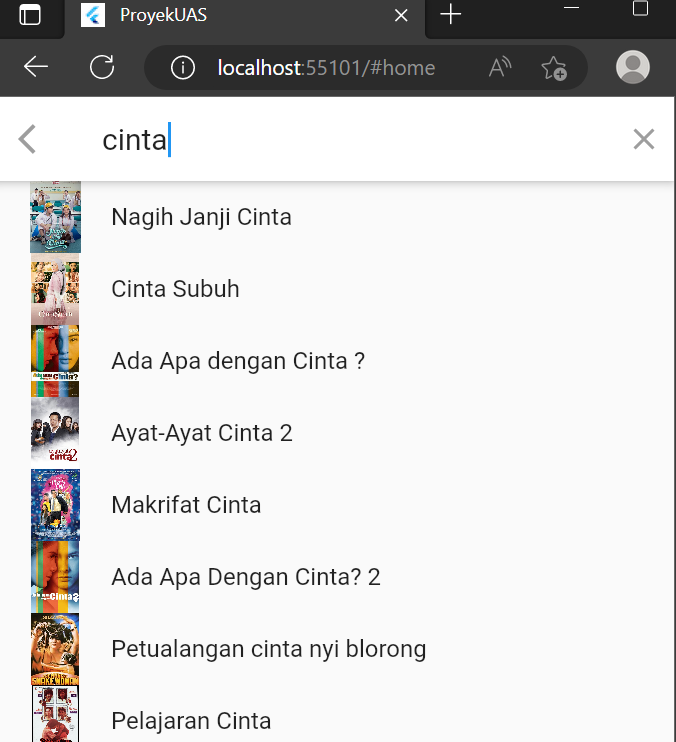 ProyekUAS
localhost:55101/#home
cinta
Nagih Janji Cinta
Cinta Subuh
Ada Apa dengan Cinta ?
Ayat-Ayat Cinta 2
Makrifat Cinta
Ada Apa Dengan Cinta? 2
Petualangan cinta nyi blorong
Pelajaran Cinta